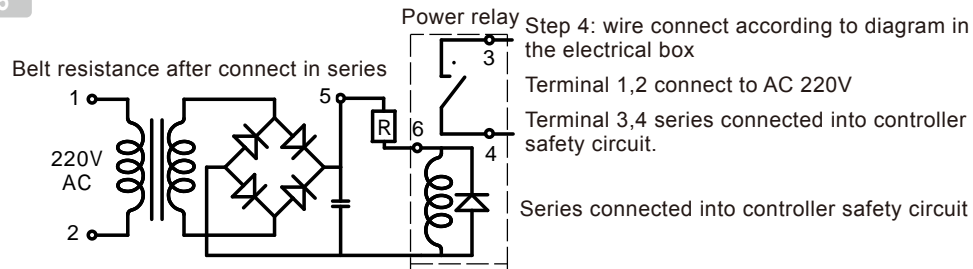 Power relay
Step 4: wire connect according to diagram in
the electrical box
Belt resistance after connect in series
3
Terminal 1,2 connect to AC 220V
1
5
Terminal 3,4 series connected into controller
safety circuit.
R
6
4
220V
AC
2
Series connected into controller safety circuit